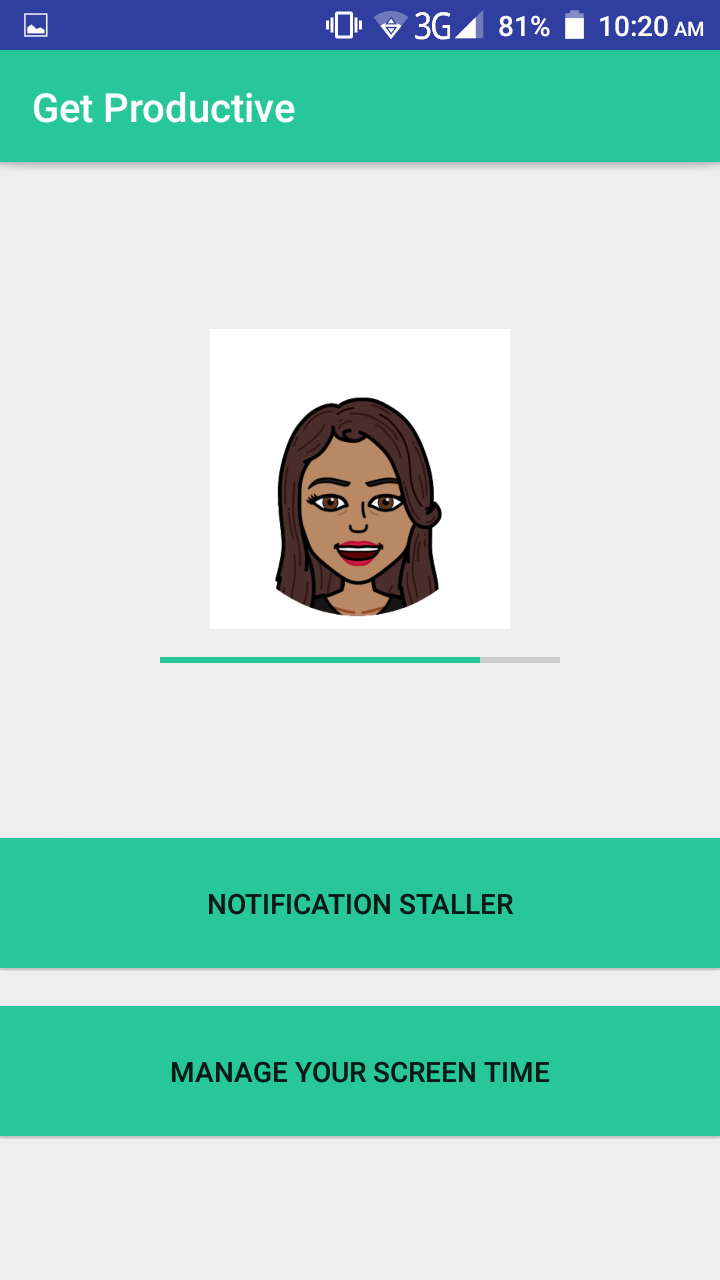 3G 81% 10:20 AM
Get Productive
NOTIFICATION STALLER
MANAGE YOUR SCREEN TIME